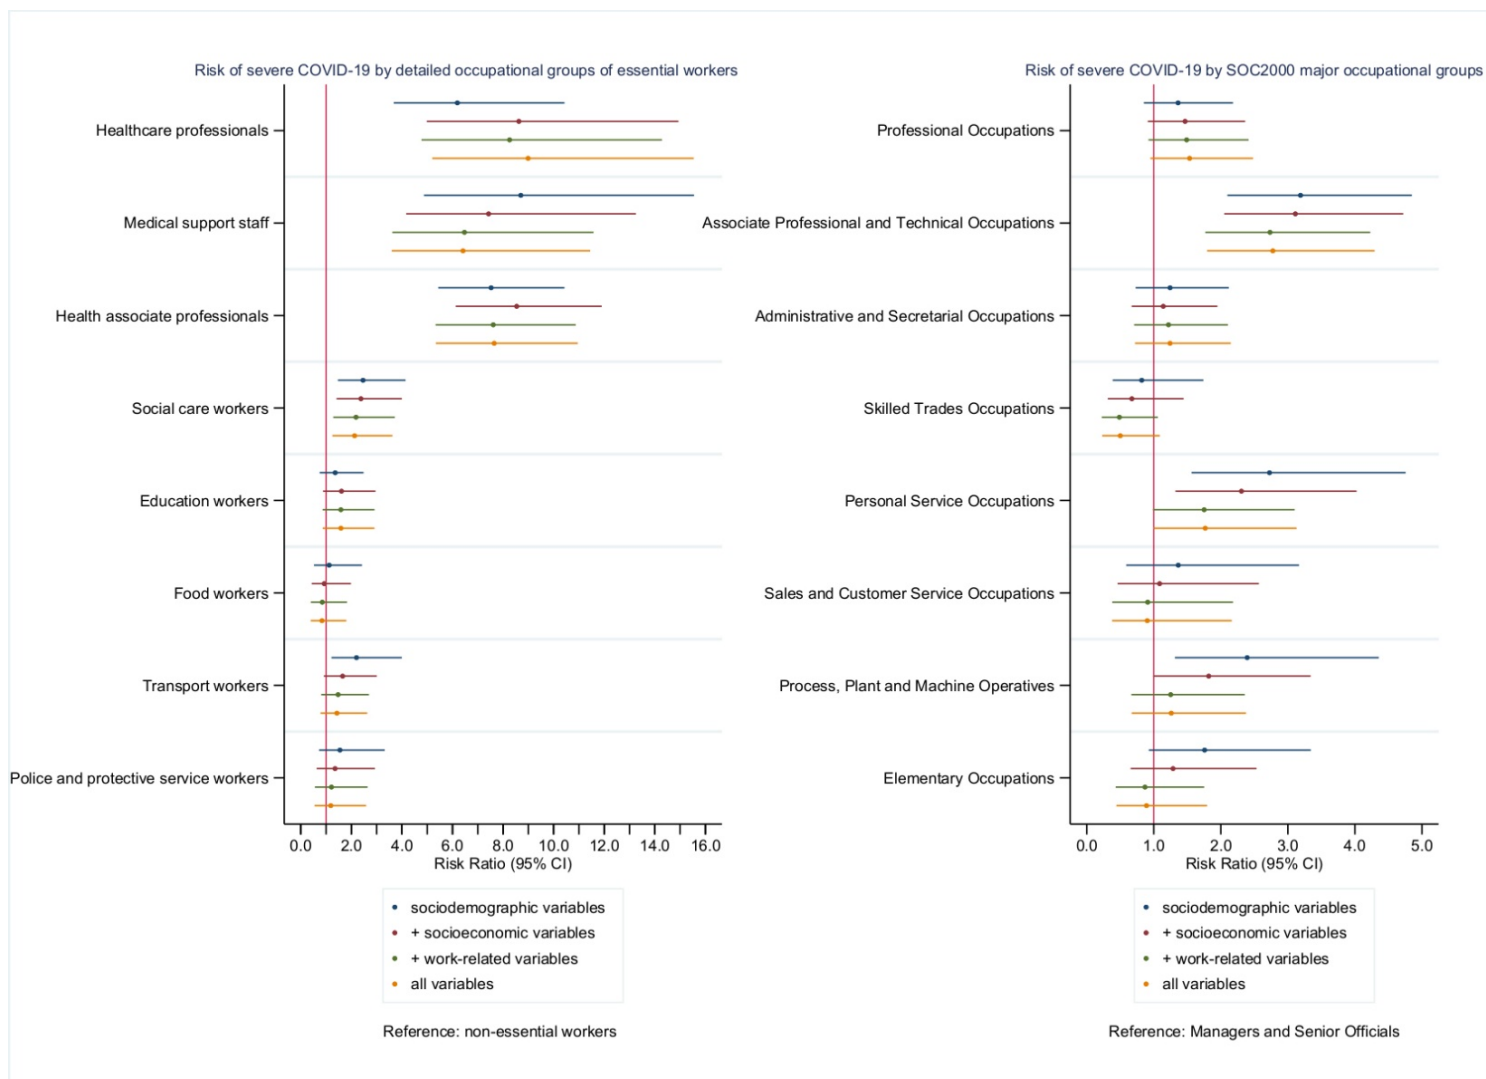 Risk of severe COVID-19 by detailed occupational groups of essential workers
Healthcare professionals
Medical support staff
Health associate professionals
Social care workers
Education workers
Food workers
Transport workers
Police and protective service workers
0.0 2.0 4.0 6.0 8.0 10.0 12.0 14.0 16.0
Risk Ratio (95% CI)
sociodemographic variables
+ socioeconomic variables
+ work-related variables
all variables
Reference: non-essential workers
Risk of severe COVID-19 by SOC2000 major occupational groups
Professional Occupations
Associate Professional and Technical Occupations
Administrative and Secretarial Occupations
Skilled Trades Occupations
Personal Service Occupations
Sales and Customer Service Occupations
Process, Plant and Machine Operatives
Elementary Occupations
0.0 1.0 2.0 3.0 4.0 5.0
Risk Ratio (95% CI)
sociodemographic variables
+ socioeconomic variables
+ work-related variables
all variables
Reference: Managers and Senior Officials